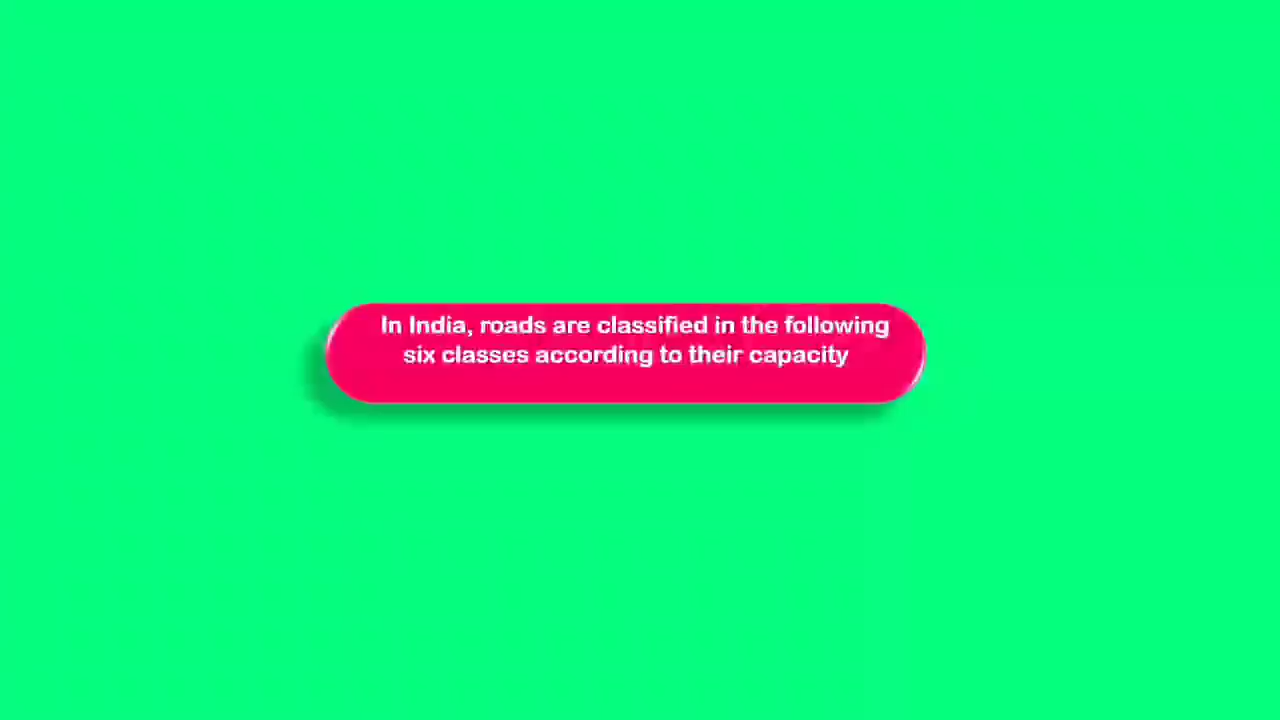 In India, roads are classified in the following
six classes according to their capacity